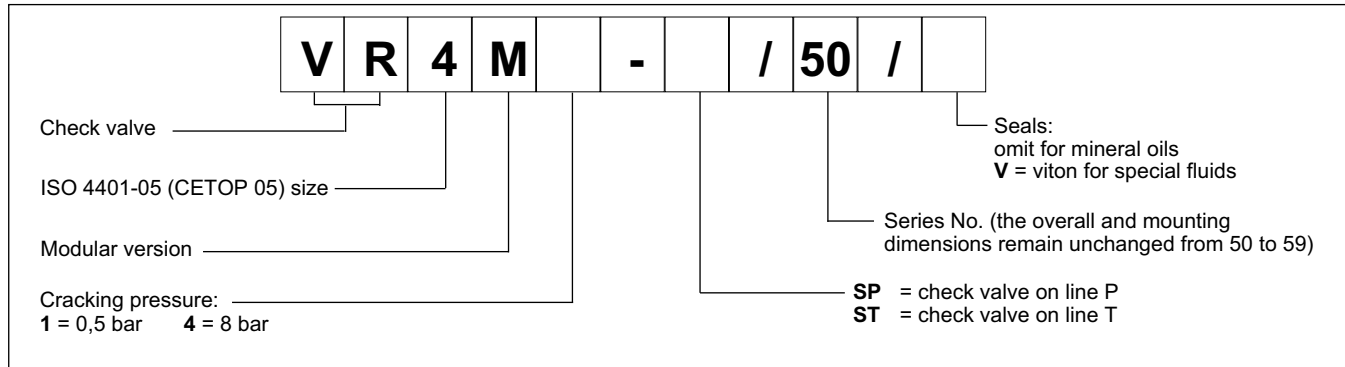 V R 4 M - / 50 /
Check valve
ISO 4401-05 (CETOP 05) size
Modular version
Cracking pressure:
1 = 0,5 bar 4 = 8 bar
Seals:
omit for mineral oils
V = viton for special fluids
Series No. (the overall and mounting
dimensions remain unchanged from 50 to 59)
SP = check valve on line P
ST = check valve on line T